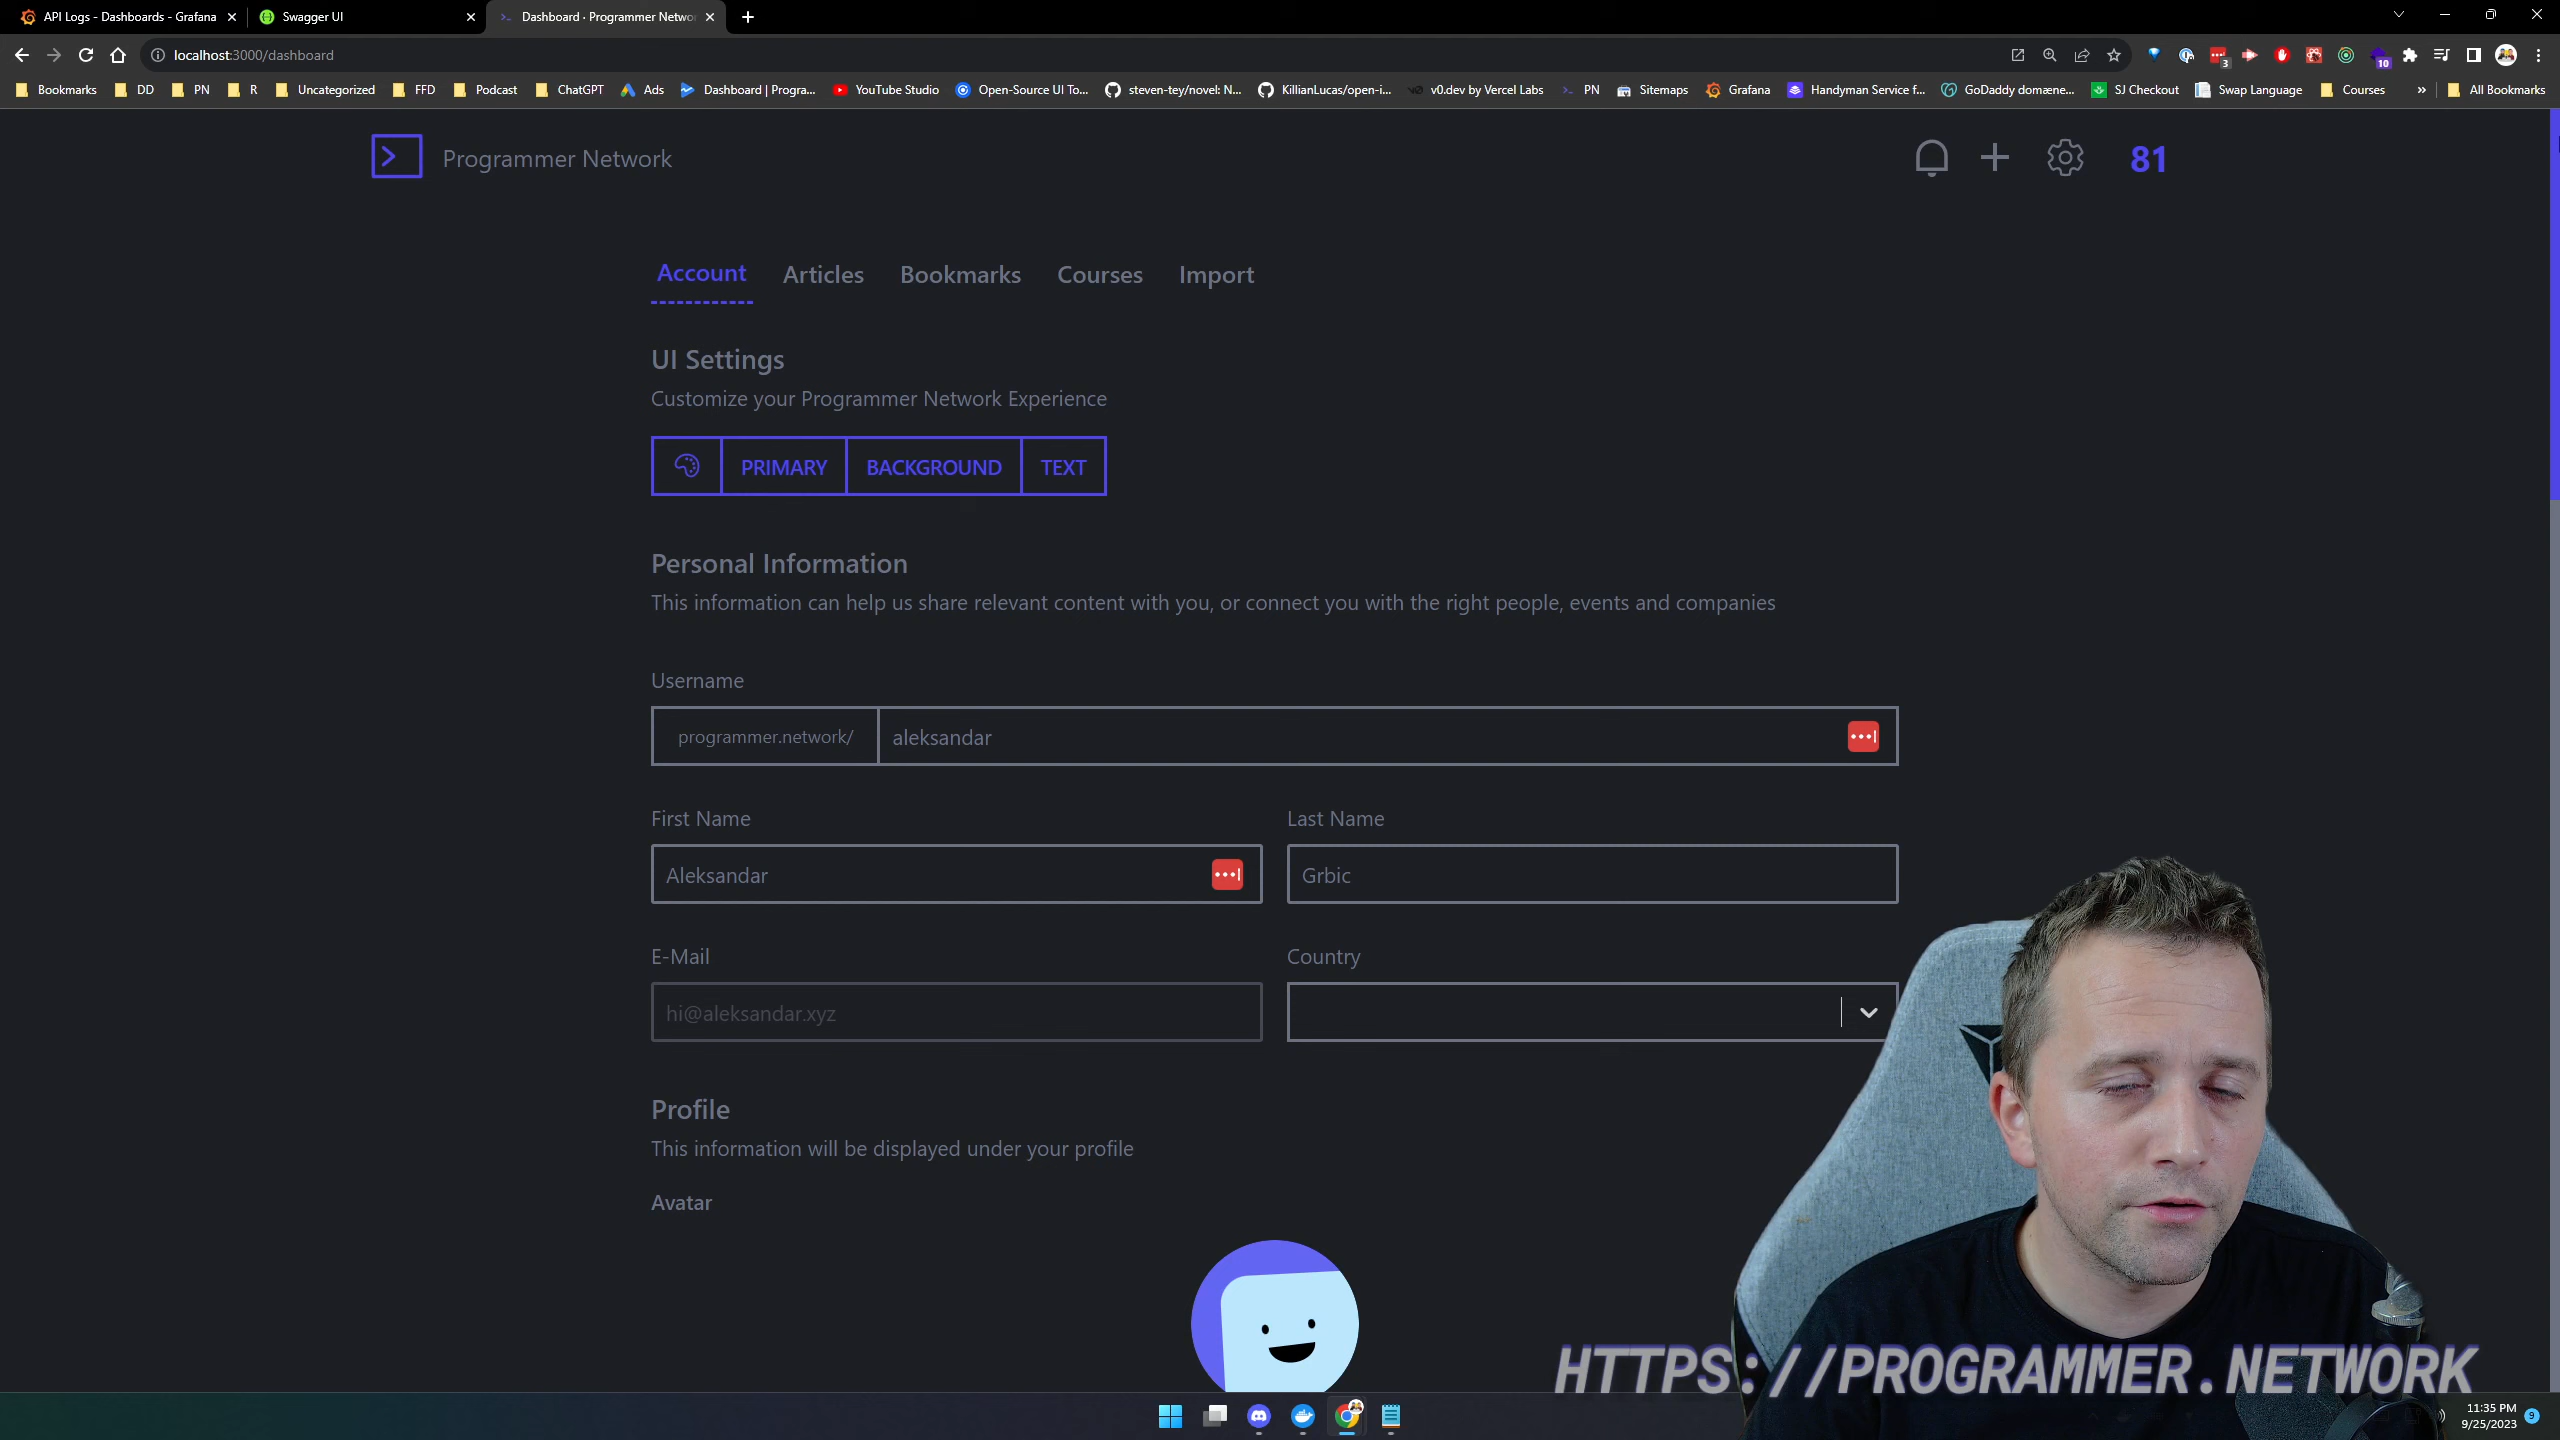 API Logs - Dashboards - Grafana
Swagger UI
Dashboard · Programmer Netwo
localhost:3000/dashboard
3
10
Bookmarks DD PN R Uncategorized FFD Podcast ChatGPT Ads Dashboard | Progra... YouTube Studio Open-Source UI To... steven-tey/novel: N... KillianLucas/open-i... v0.dev by Vercel Labs PN Sitemaps Grafana Handyman Service f... GoDaddy domæne... SJ Checkout Swap Language Courses » All Bookmarks
Programmer Network
81
Account Articles Bookmarks Courses Import
UI Settings
Customize your Programmer Network Experience
PRIMARY BACKGROUND TEXT
Personal Information
This information can help us share relevant content with you, or connect you with the right people, events and companies
Username
programmer.network/ aleksandar
First Name Last Name
Aleksandar Grbic
E-Mail Country
hi@aleksandar.xyz
Profile
This information will be displayed under your profile
Avatar
HTTPS://PROGRAMMER.NETWORK
11:35 PM
9/25/2023
9